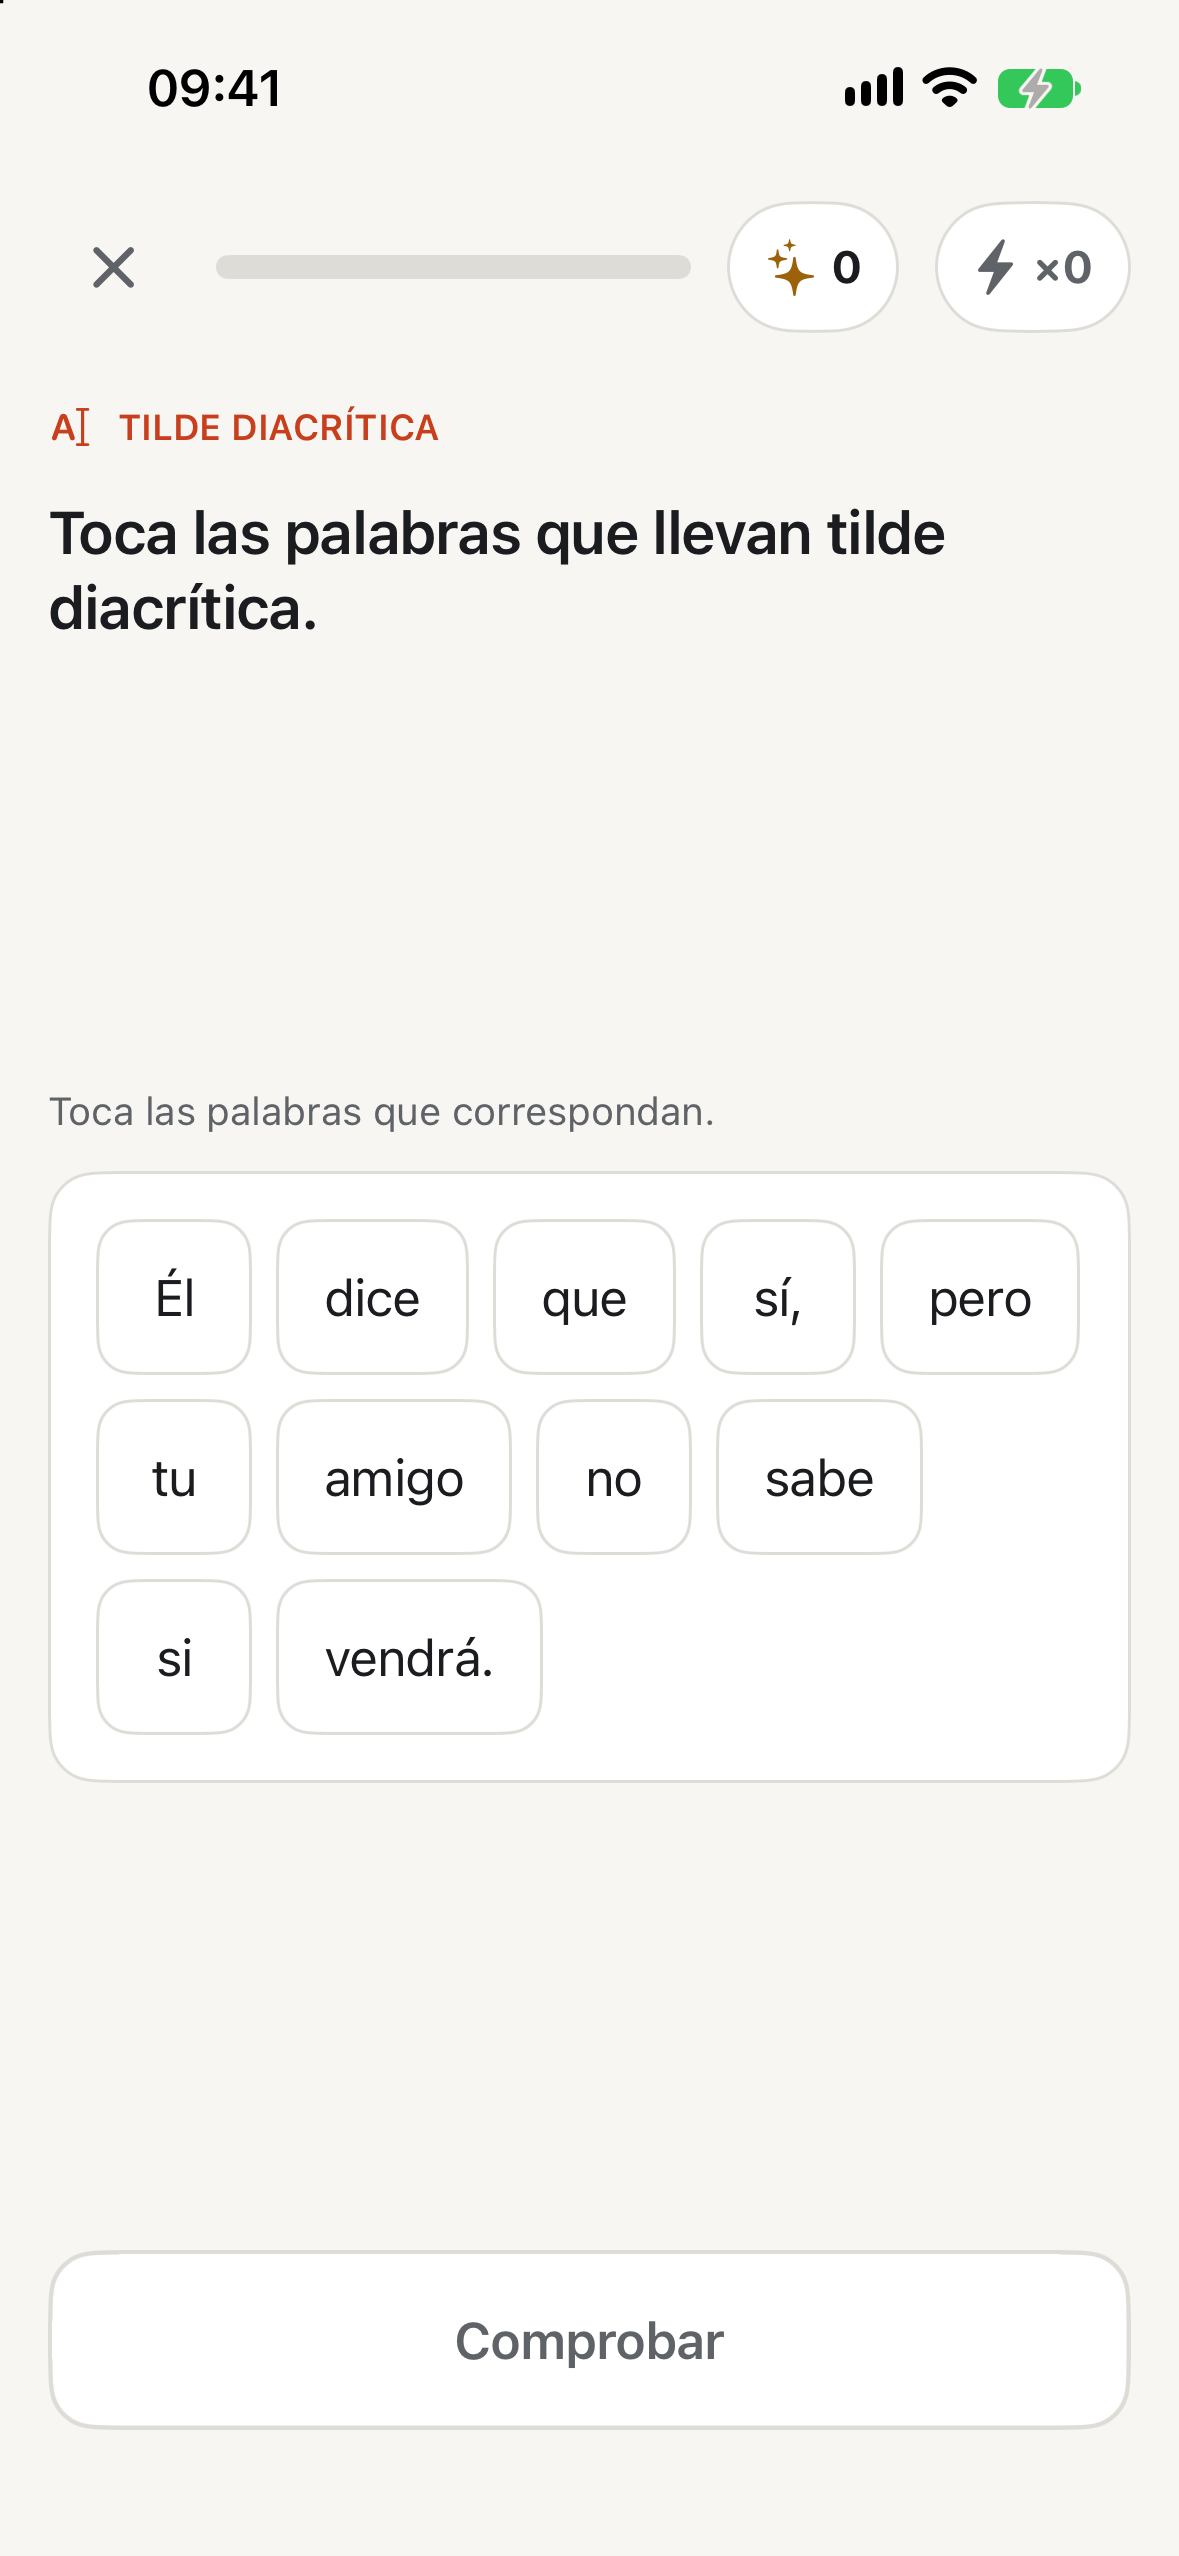 09:41
0
×0
TILDE DIACRÍTICA
Toca las palabras que llevan tilde
diacrítica.
Toca las palabras que correspondan.
Él dice que sí, pero
tu amigo no sabe
si vendrá.
Comprobar